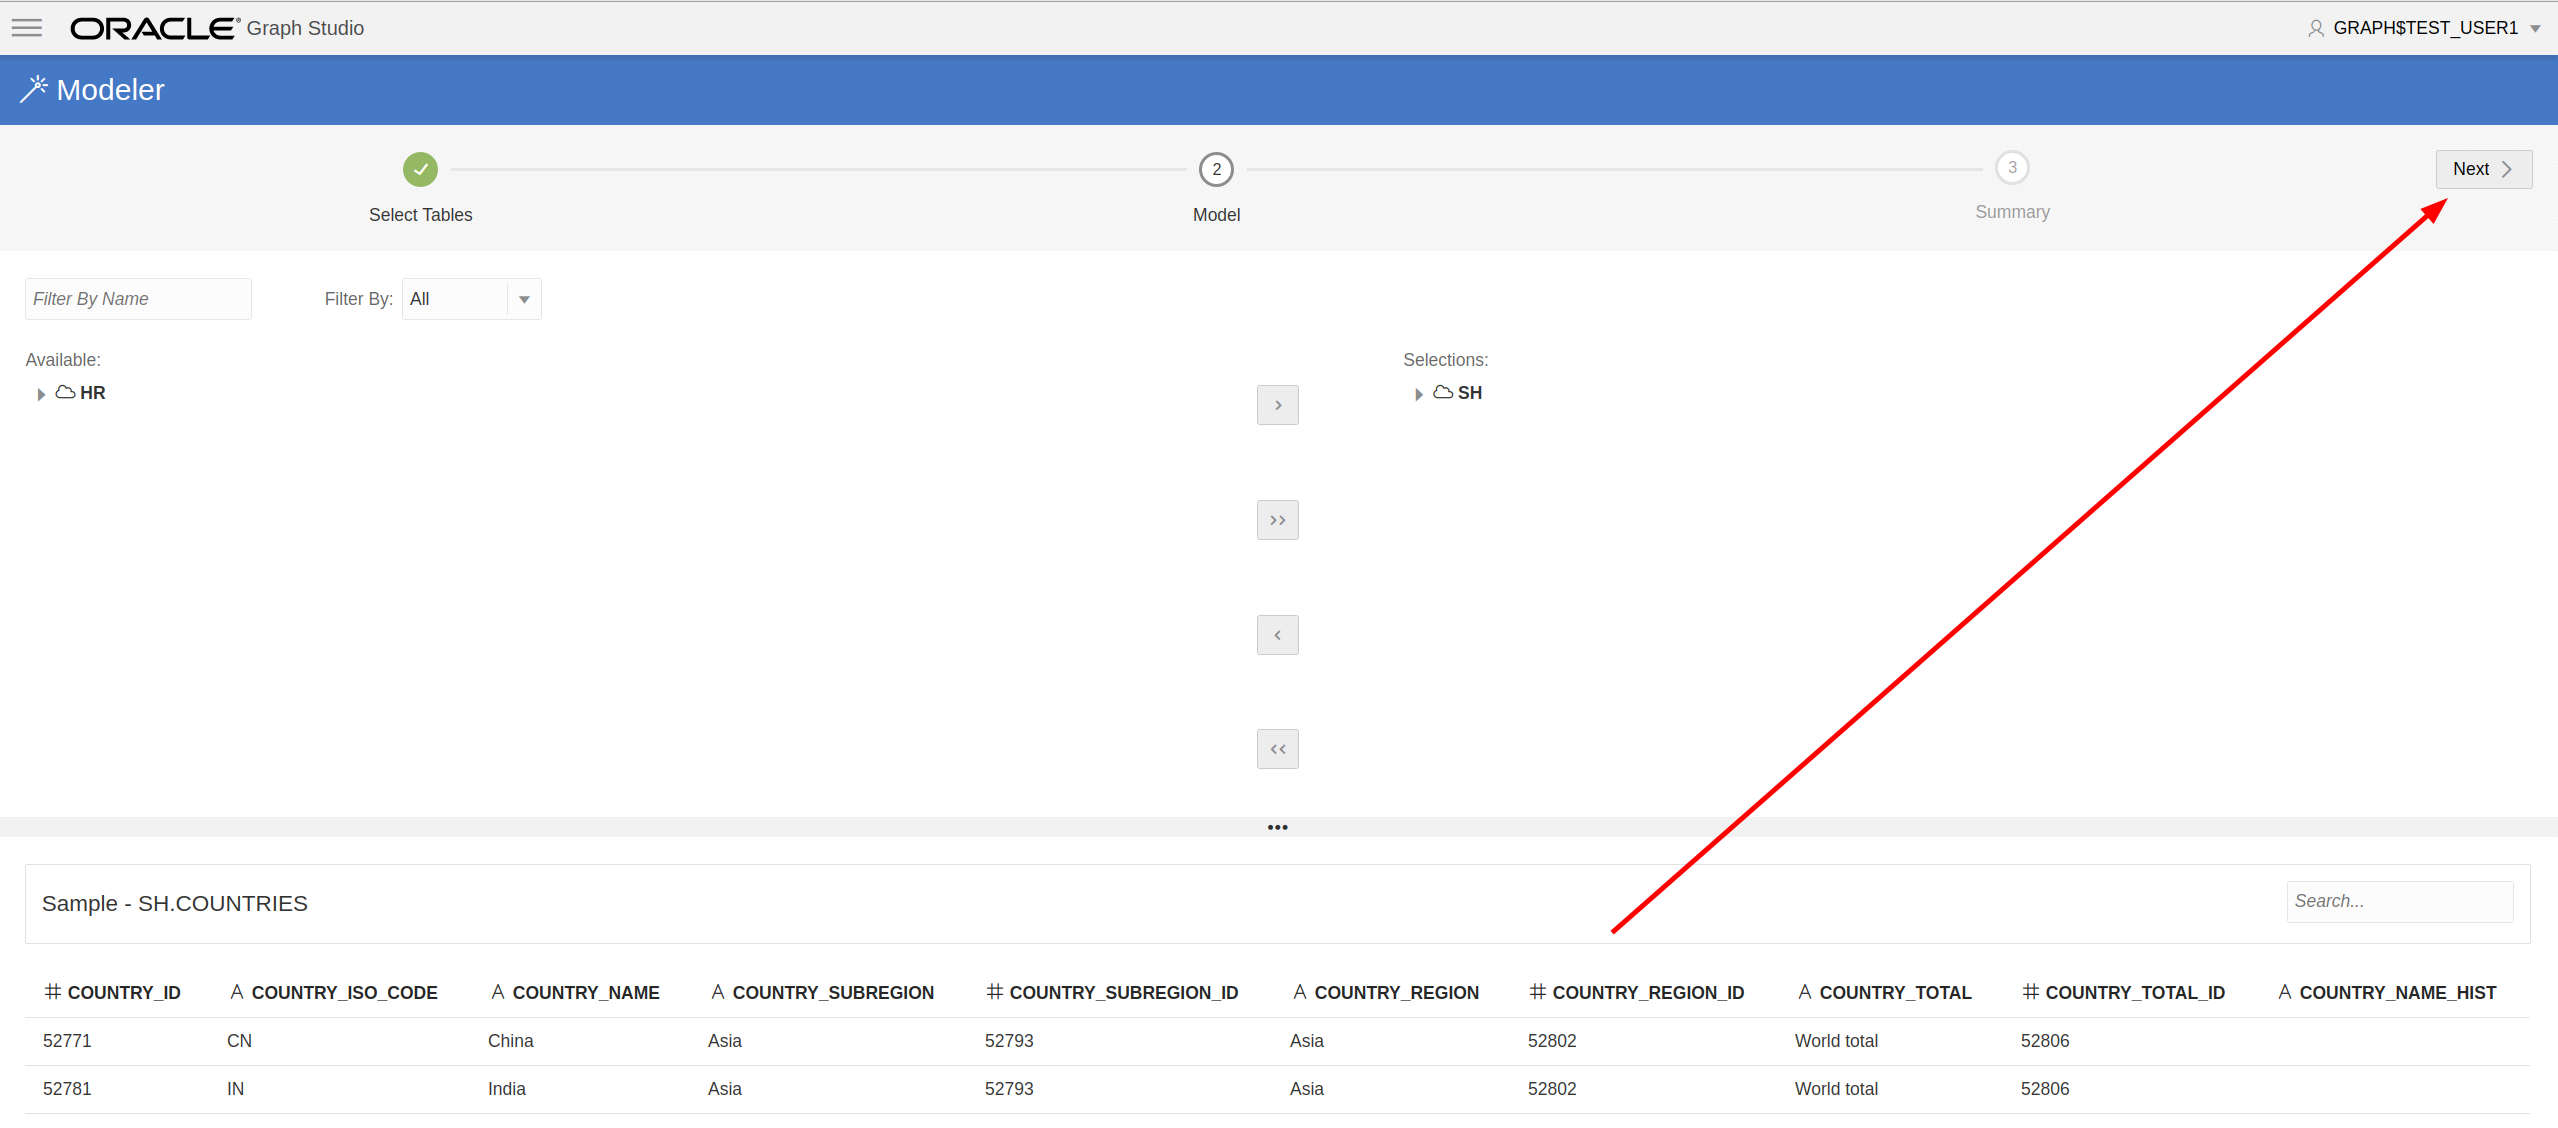 ORACLE® Graph Studio
GRAPH$TEST_USER1
Modeler
2
3
Next
Select Tables
Model
Summary
Filter By Name
Filter By:
All
Available:
Selections:
HR
SH
Sample - SH.COUNTRIES
Search...
COUNTRY_ID COUNTRY_ISO_CODE COUNTRY_NAME COUNTRY_SUBREGION COUNTRY_SUBREGION_ID COUNTRY_REGION COUNTRY_REGION_ID COUNTRY_TOTAL COUNTRY_TOTAL_ID COUNTRY_NAME_HIST
52771 CN China Asia 52793 Asia 52802 World total 52806
52781 IN India Asia 52793 Asia 52802 World total 52806